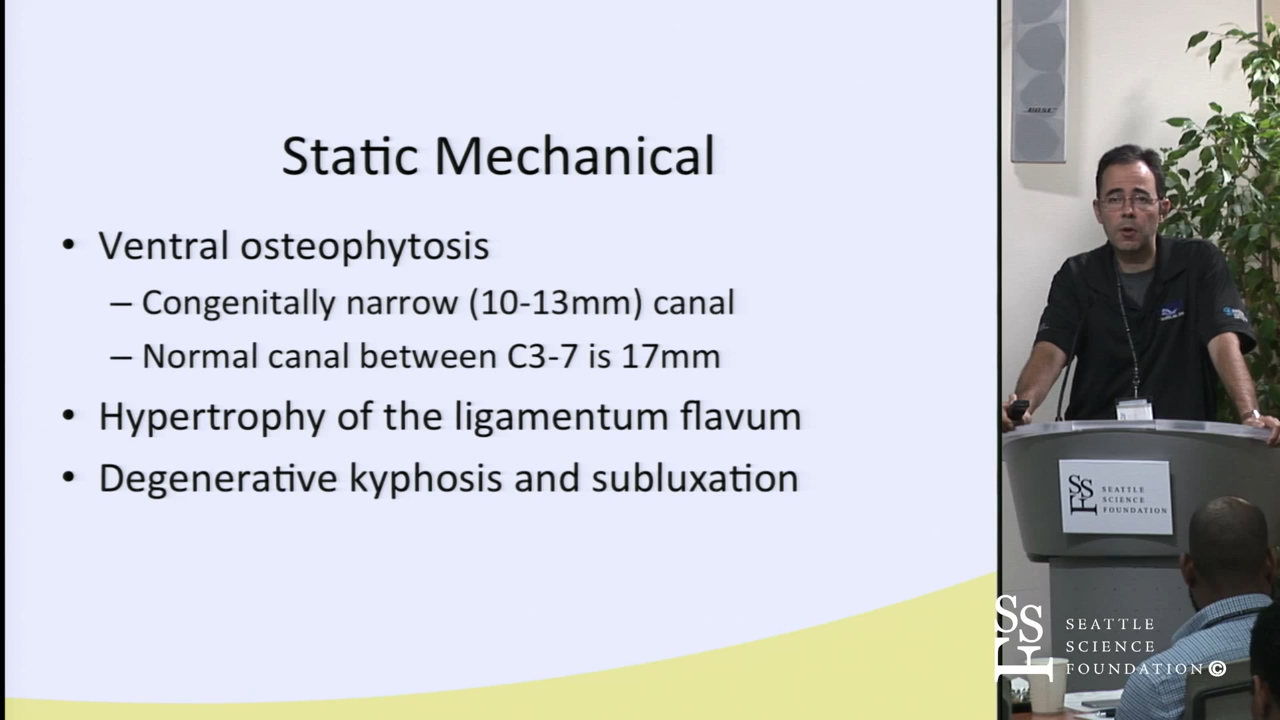 Static Mechanical
• Ventral osteophytosis
– Congenitally narrow (10-13mm) canal
– Normal canal between C3-7 is 17mm
• Hypertrophy of the ligamentum flavum
• Degenerative kyphosis and subluxation
BOSE
SSF
SEATTLE
SCIENCE
FOUNDATION
SSF
SEATTLE
SCIENCE
FOUNDATION©